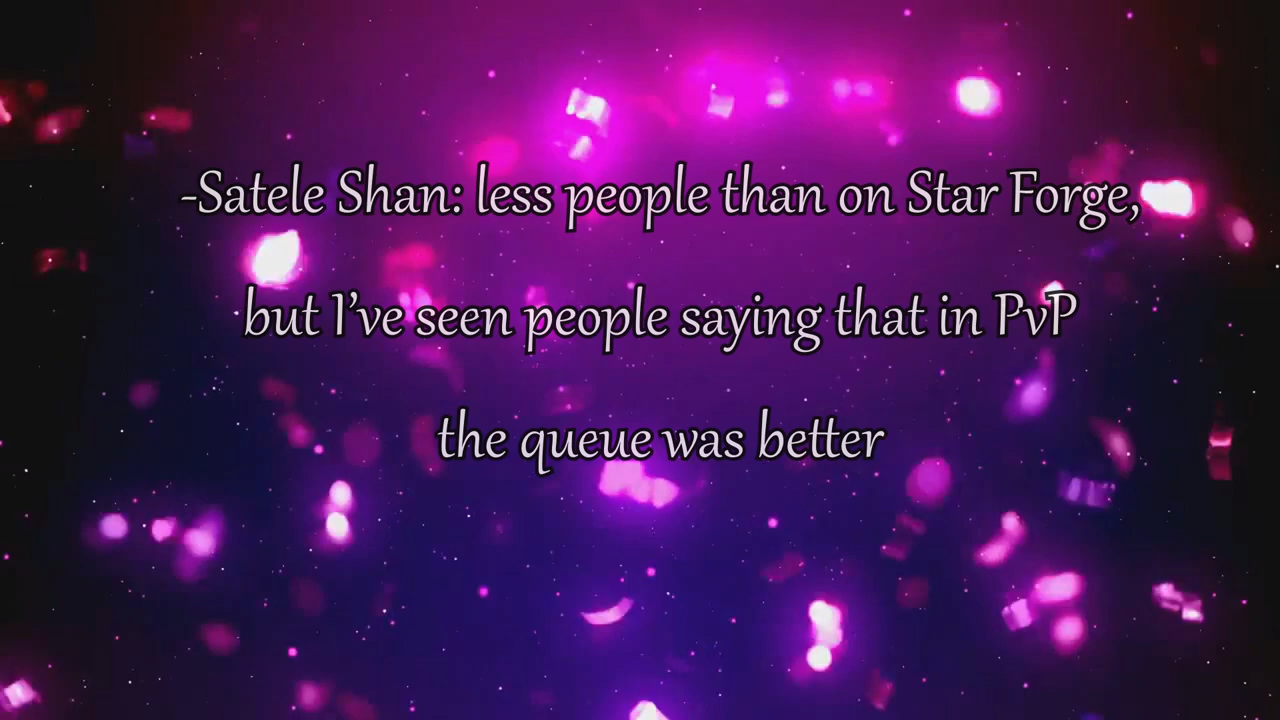 -Satele Shan: less people than on Star Forge,
but I’ve seen people saying that in PvP
the queue was better